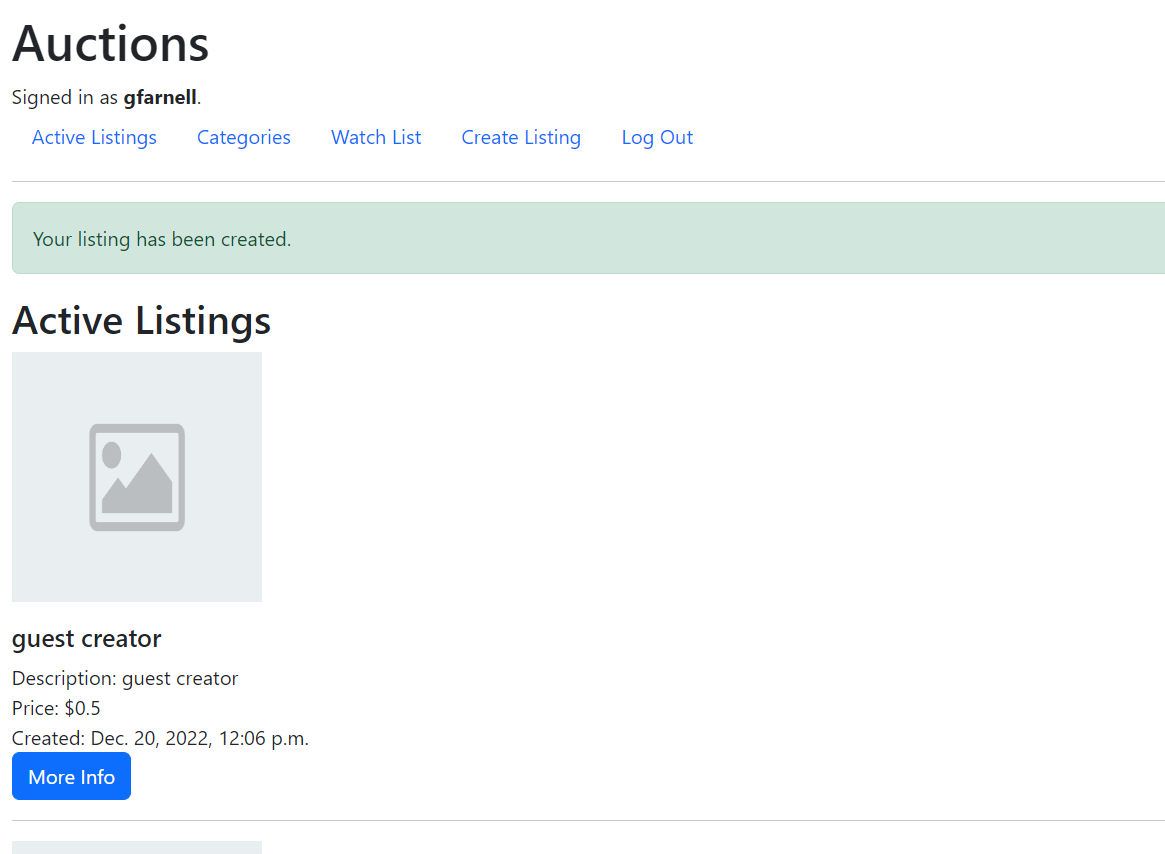 Auctions
Signed in as gfarnell.
Active Listings Categories Watch List Create Listing Log Out
Your listing has been created.
Active Listings
guest creator
Description: guest creator
Price: $0.5
Created: Dec. 20, 2022, 12:06 p.m.
More Info